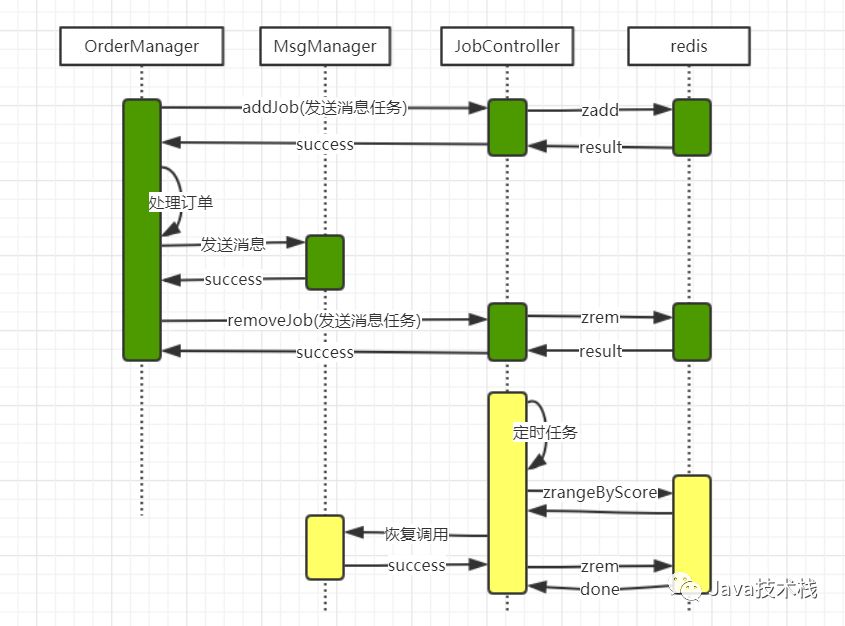 OrderManager
MsgManager
JobController
redis
addJob(发送消息任务)
zadd
success
result
处理订单
发送消息
success
removeJob(发送消息任务)
zrem
success
result
定时任务
zrangeByScore
恢复调用
success
zrem
done
Java技术栈